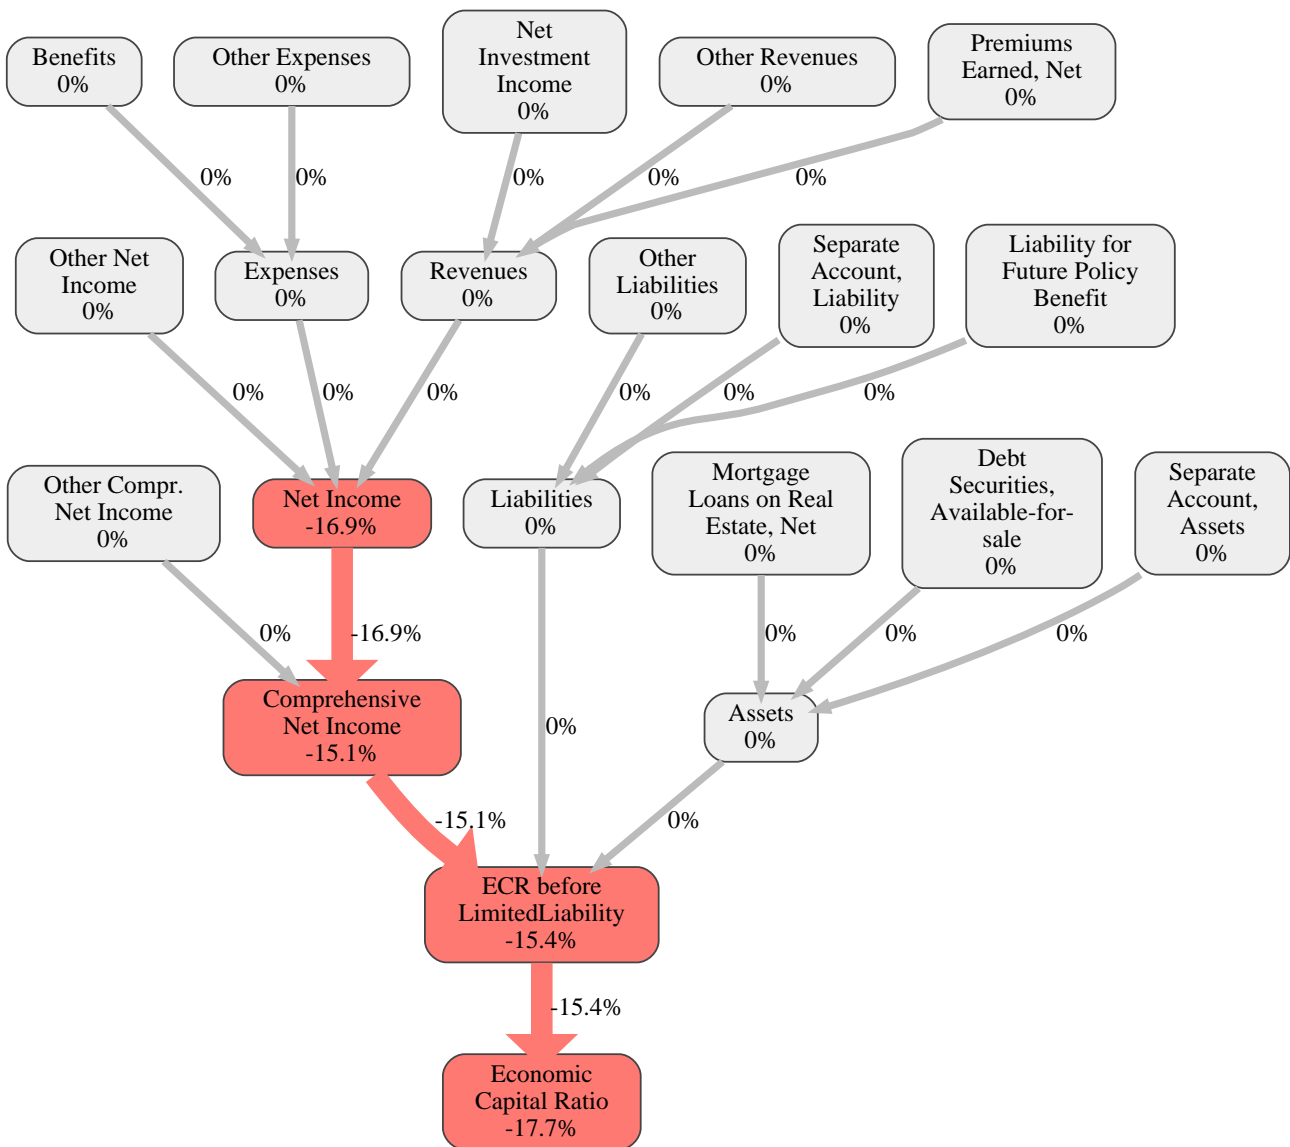 Benefits
0%
Other Expenses
0%
Net
Investment
Income
0%
Other Revenues
0%
Premiums
Earned, Net
0%
0%
0%
0%
0%
0%
Other Net
Income
0%
Expenses
0%
Revenues
0%
Other
Liabilities
0%
Separate
Account,
Liability
0%
Liability for
Future Policy
Benefit
0%
0%
0%
0%
0%
0%
0%
Other Compr.
Net Income
0%
Net Income
-16.9%
Liabilities
0%
Mortgage
Loans on Real
Estate, Net
0%
Debt
Securities,
Available-for-
sale
0%
Separate
Account,
Assets
0%
0%
-16.9%
0%
0%
0%
Comprehensive
Net Income
-15.1%
0%
Assets
0%
-15.1%
0%
ECR before
LimitedLiability
-15.4%
-15.4%
Economic
Capital Ratio
-17.7%